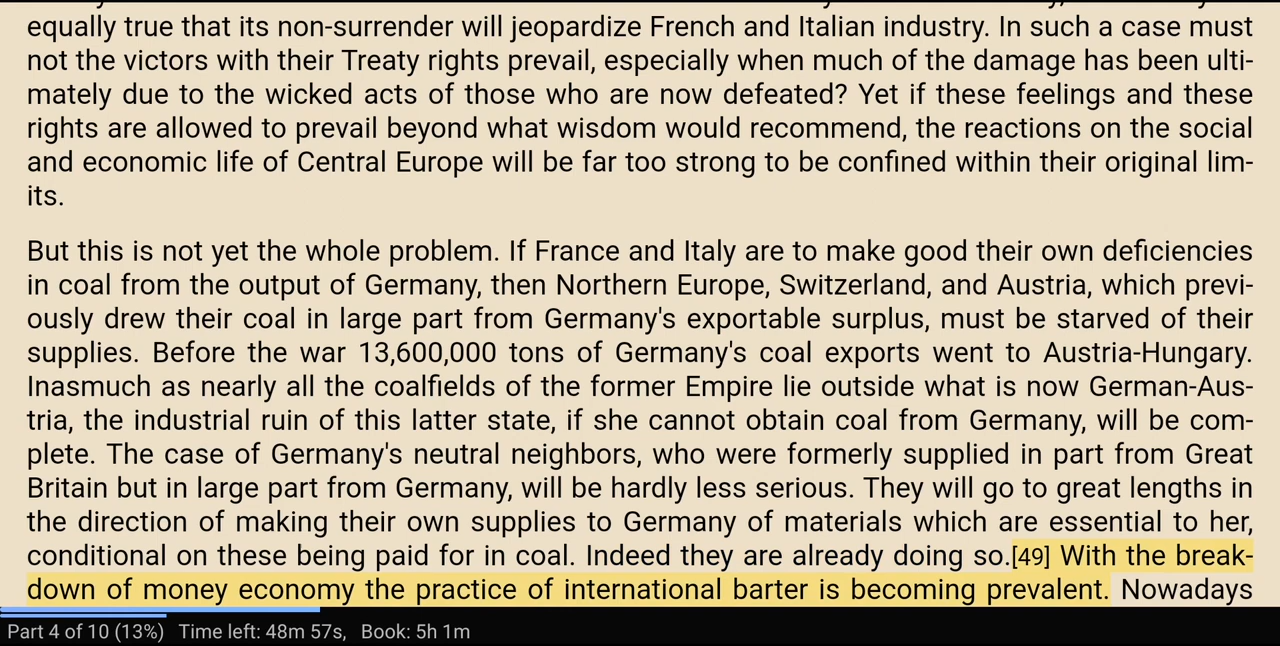 equally true that its non-surrender will jeopardize French and Italian industry. In such a case must
not the victors with their Treaty rights prevail, especially when much of the damage has been ulti-
mately due to the wicked acts of those who are now defeated? Yet if these feelings and these
rights are allowed to prevail beyond what wisdom would recommend, the reactions on the social
and economic life of Central Europe will be far too strong to be confined within their original lim-
its.
But this is not yet the whole problem. If France and Italy are to make good their own deficiencies
in coal from the output of Germany, then Northern Europe, Switzerland, and Austria, which previ-
ously drew their coal in large part from Germany's exportable surplus, must be starved of their
supplies. Before the war 13,600,000 tons of Germany's coal exports went to Austria-Hungary.
Inasmuch as nearly all the coalfields of the former Empire lie outside what is now German-Aus-
tria, the industrial ruin of this latter state, if she cannot obtain coal from Germany, will be com-
plete. The case of Germany's neutral neighbors, who were formerly supplied in part from Great
Britain but in large part from Germany, will be hardly less serious. They will go to great lengths in
the direction of making their own supplies to Germany of materials which are essential to her,
conditional on these being paid for in coal. Indeed they are already doing so.[49] With the break-
down of money economy the practice of international barter is becoming prevalent. Nowadays
Part 4 of 10 (13%) Time left: 48m 57s, Book: 5h 1m